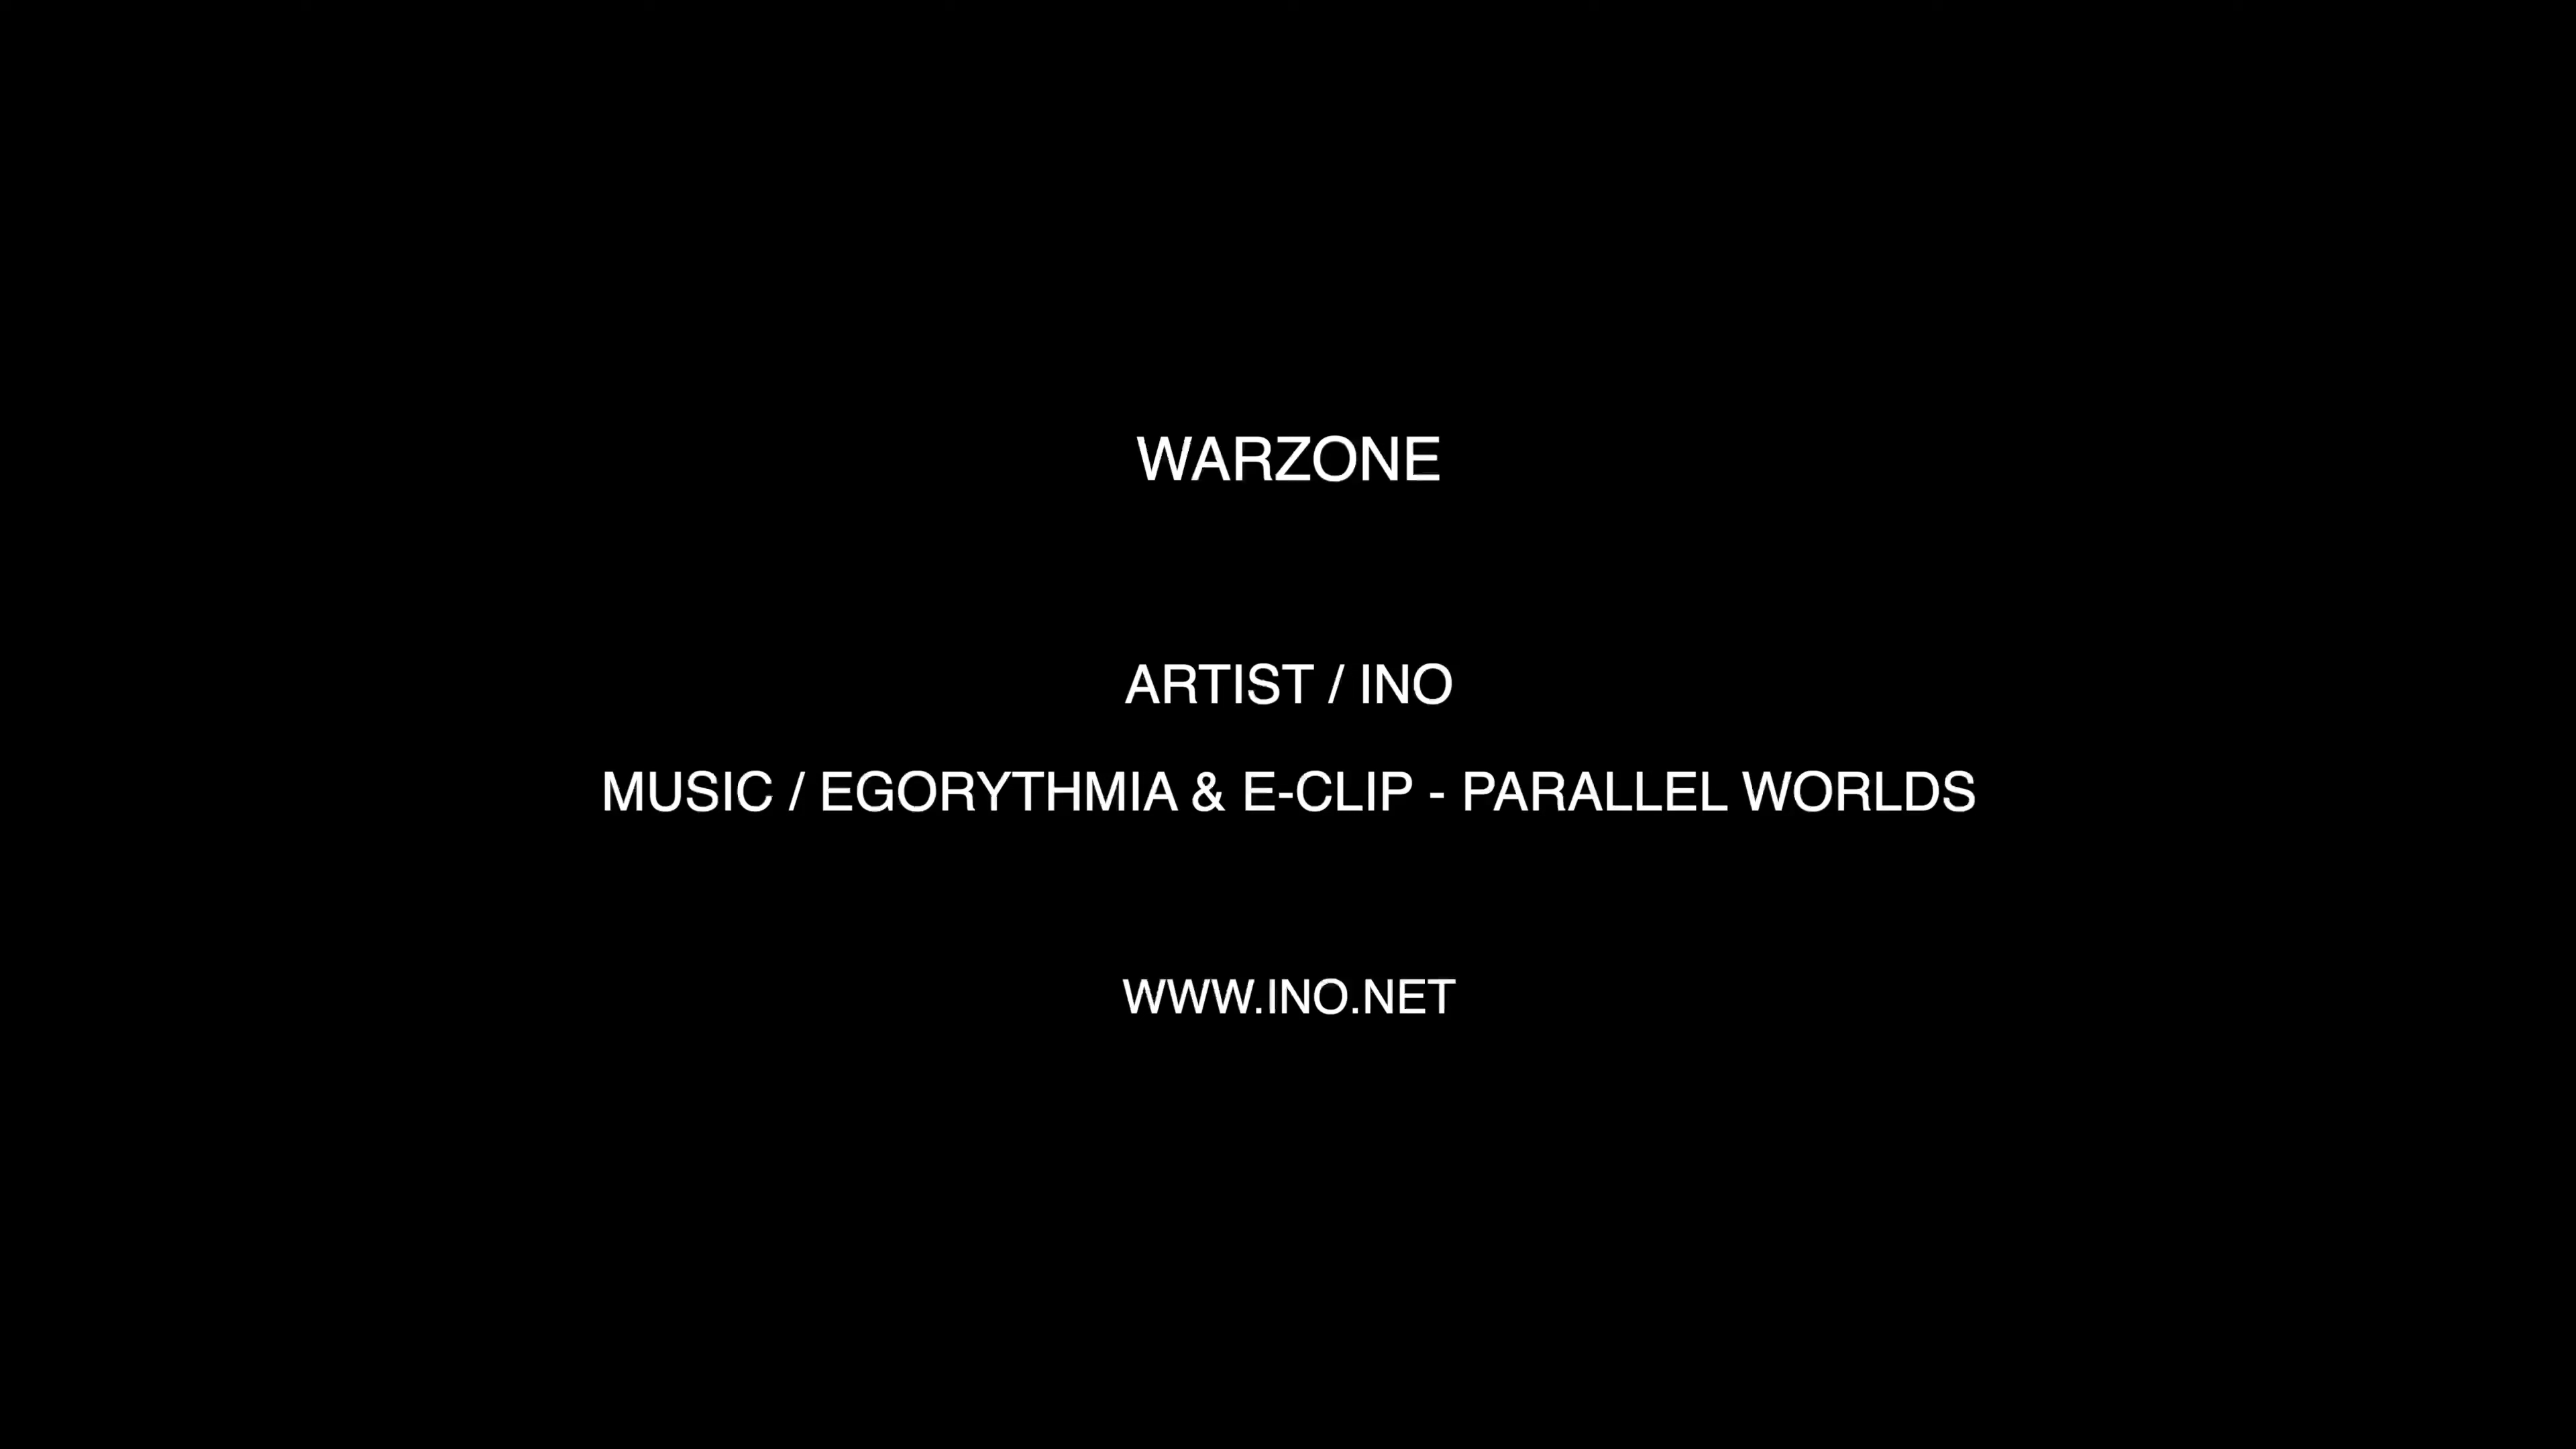 WARZONE
ARTIST / INO
MUSIC / EGORYTHMIA & E-CLIP - PARALLEL WORLDS
WWW.INO.NET